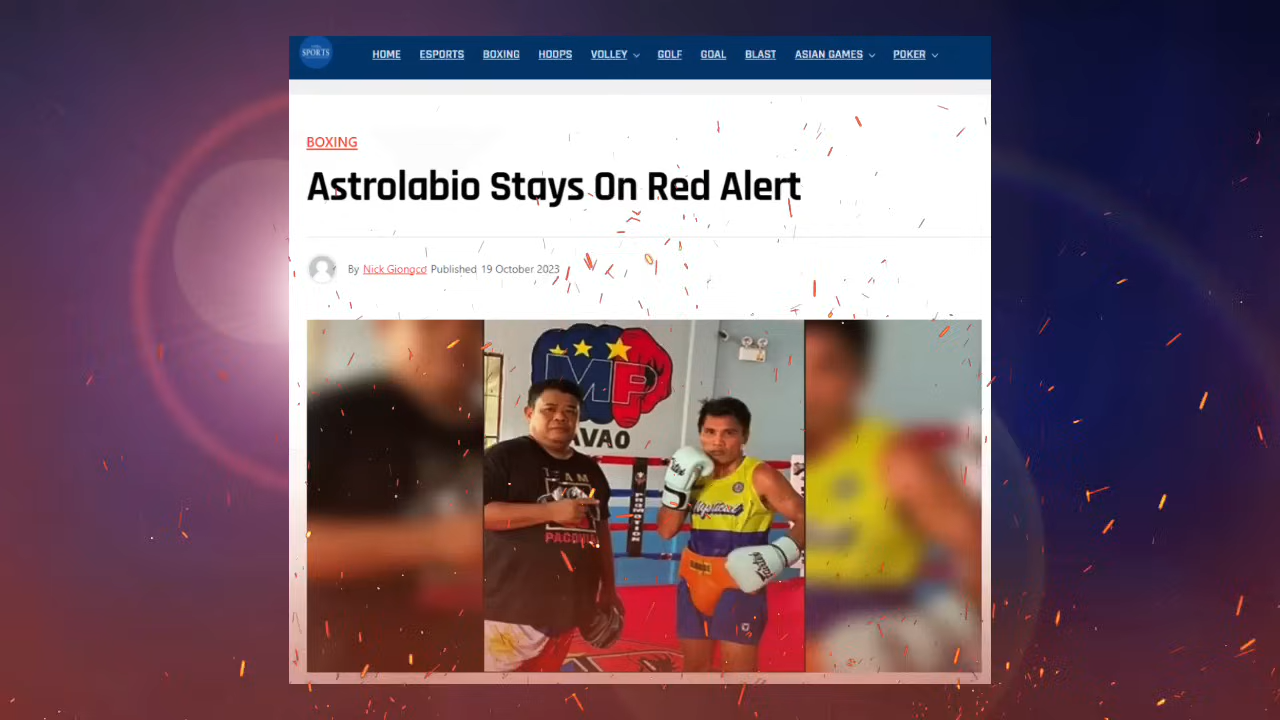 SPORTS
HOME ESPORTS BOXING HOOPS VOLLEY GOLF GOAL BLAST ASIAN GAMES POKER
BOXING
Astrolabio Stays On Red Alert
By Nick Giongco Published 19 October 2023
MP
AVAO
PROMOTION